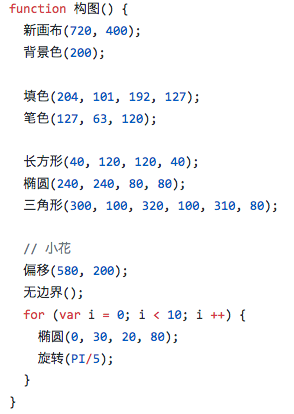 function 构图() {
新画布(720, 400);
背景色(200);
填色(204, 101, 192, 127);
笔色(127, 63, 120);
长方形(40, 120, 120, 40);
椭圆(240, 240, 80, 80);
三角形(300, 100, 320, 100, 310, 80);
// 小花
偏移(580, 200);
无边界();
for (var i = 0; i < 10; i ++) {
椭圆(0, 30, 20, 80);
旋转(PI/5);
}
}